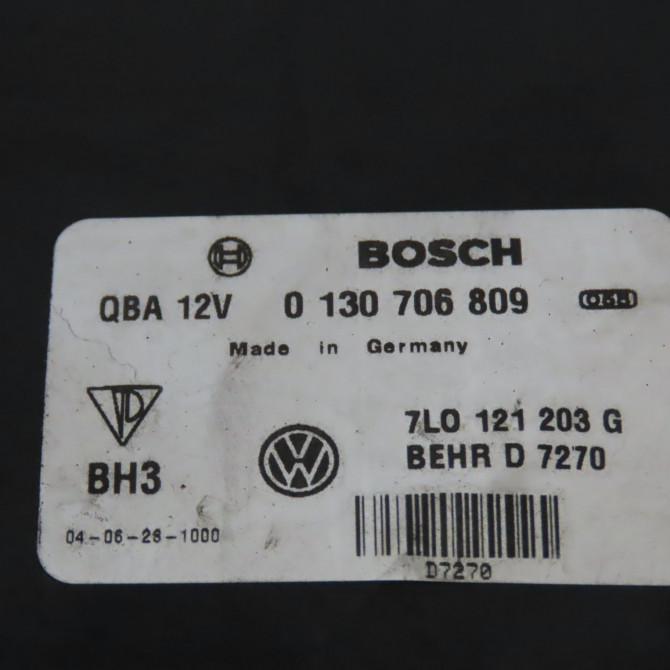 BOSCH
QBA 12V 0 130 706 809
Made in Germany
7L0 121 203 G
BEHR D 7270
BH3
04-06-28-1000
D7270